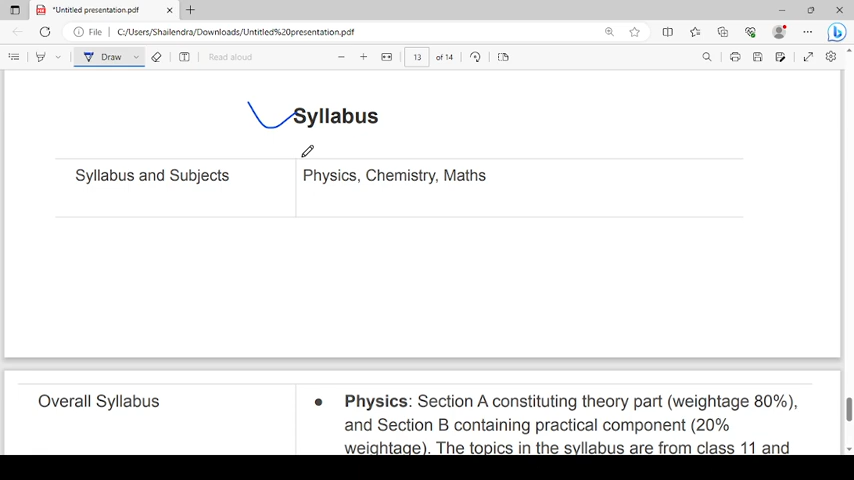 *Untitled presentation.pdf
File C:/Users/Shailendra/Downloads/Untitled%20presentation.pdf
Draw Read aloud 13 of 14
Syllabus
Syllabus and Subjects Physics, Chemistry, Maths
Overall Syllabus ● Physics: Section A constituting theory part (weightage 80%),
and Section B containing practical component (20%
weightage). The topics in the syllabus are from class 11 and